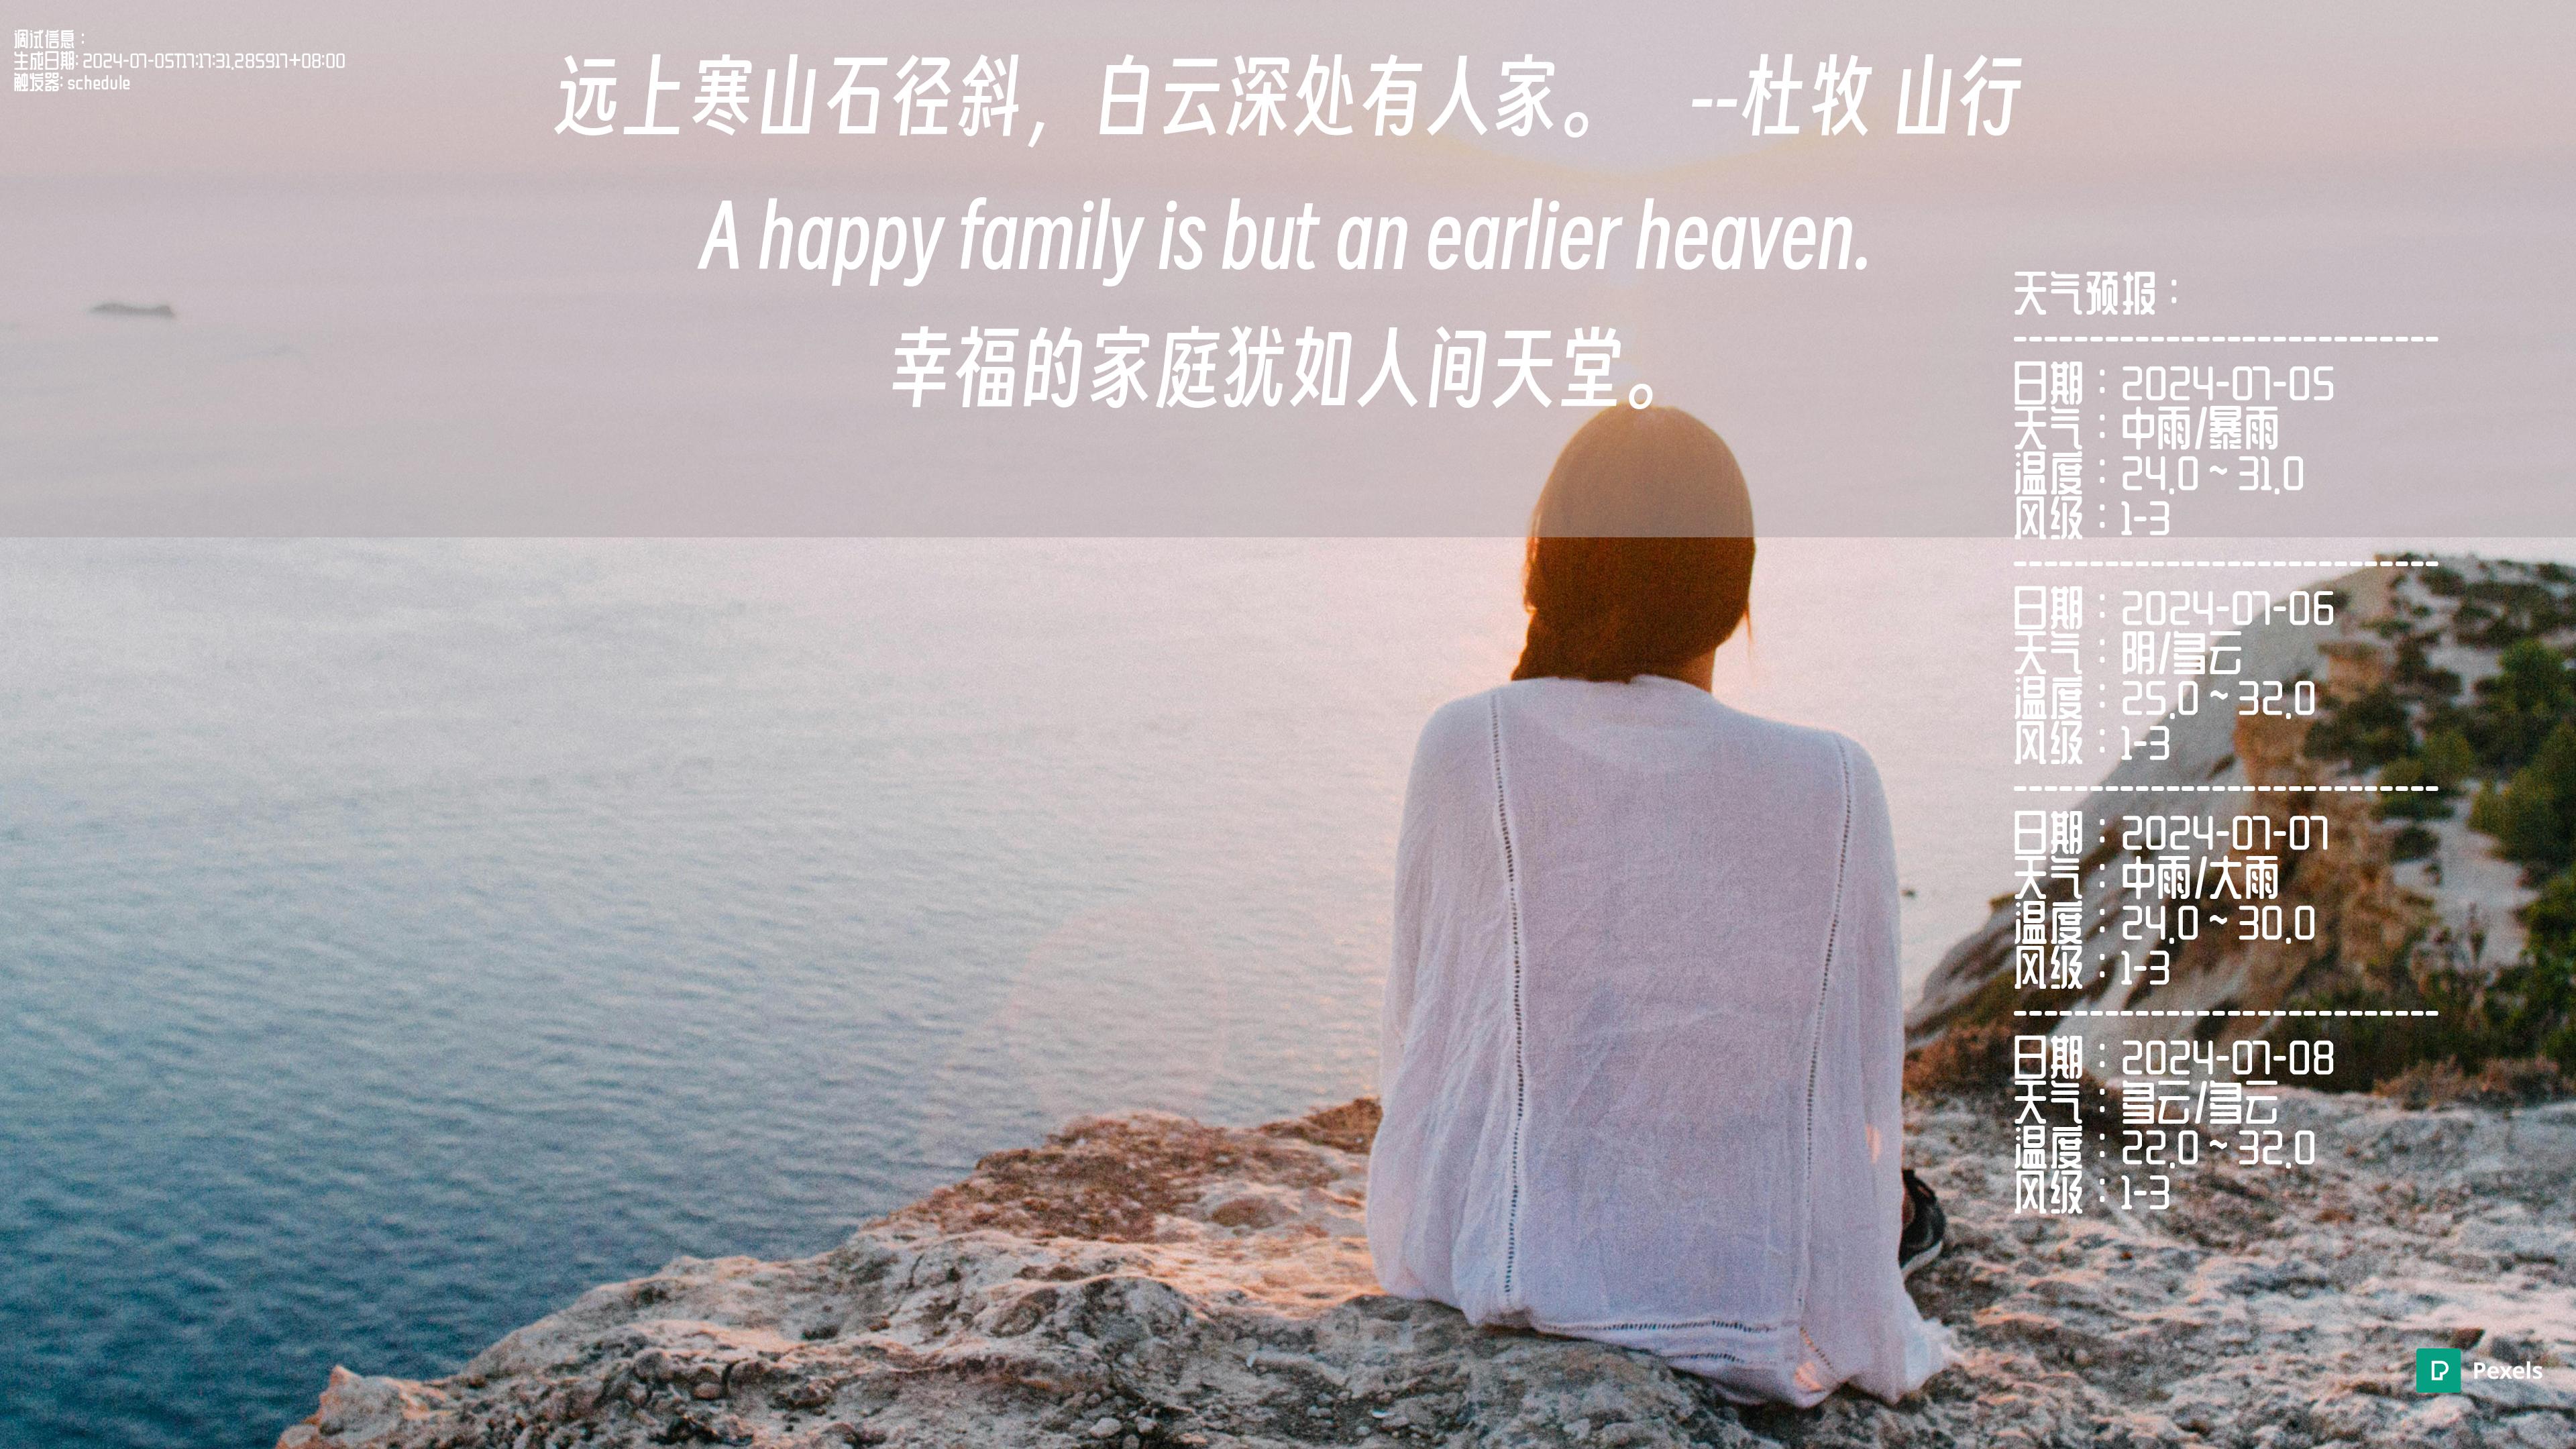 调试信息：
生成日期: 2024-07-05T17:17:31.285917+08:00
触发器: schedule
远上寒山石径斜，白云深处有人家。 --杜牧 山行
A happy family is but an earlier heaven.
幸福的家庭犹如人间天堂。
天气预报：
----------------------------
日期：2024-07-05
天气：中雨/暴雨
温度：24.0 ~ 31.0
风级：1-3
----------------------------
日期：2024-07-06
天气：阴/多云
温度：25.0 ~ 32.0
风级：1-3
----------------------------
日期：2024-07-07
天气：中雨/大雨
温度：24.0 ~ 30.0
风级：1-3
----------------------------
日期：2024-07-08
天气：多云/多云
温度：22.0 ~ 32.0
风级：1-3
Pexels